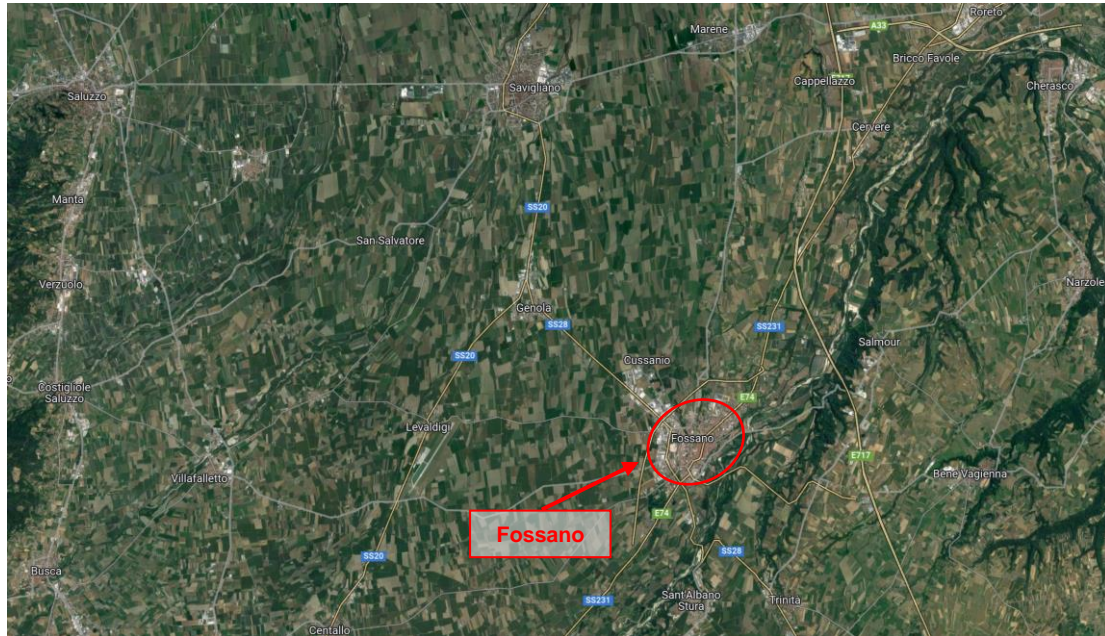 Roreto
Marene
A33
Bricco Favole
Saluzzo
Savigliano
Cappellazzo
Cherasco
Cervere
Manta
SS20
San Salvatore
Verzuolo
Narzole
Genola
SS28
SS231
Salmour
SS20
Cussanio
Costigliole
Saluzzo
E74
Levaldigi
Fossano
E717
Villafalletto
Bene Vagienna
E74
Fossano
SS20
SS28
Busca
Sant'Albano
Stura
SS231
Trinita
Centallo